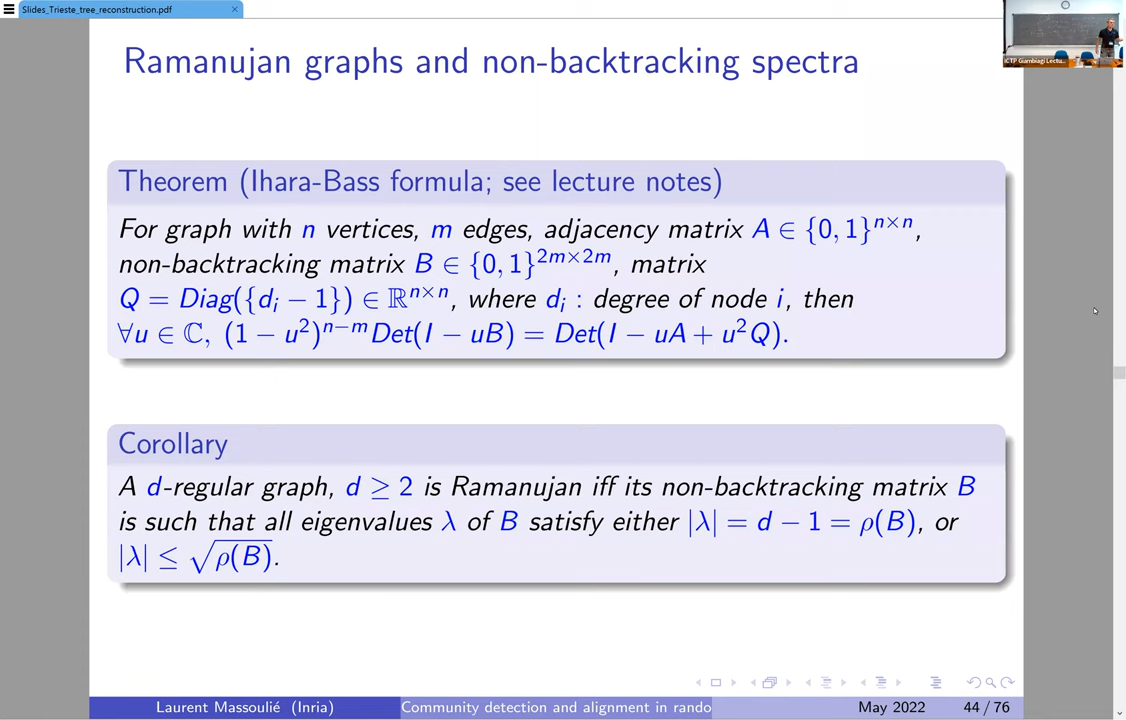 Slides_Trieste_tree_reconstruction.pdf
Ramanujan graphs and non-backtracking spectra
ICTP Giambiagi Lectu...
Theorem (Ihara-Bass formula; see lecture notes)
For graph with n vertices, m edges, adjacency matrix A ∈ {0, 1}ⁿˣⁿ,
non-backtracking matrix B ∈ {0, 1}²ᵐˣ²ᵐ, matrix
Q = Diag({dᵢ − 1}) ∈ ℝⁿˣⁿ, where dᵢ : degree of node i, then
∀u ∈ ℂ, (1 − u²)ⁿ⁻ᵐDet(I − uB) = Det(I − uA + u²Q).
Corollary
A d-regular graph, d ≥ 2 is Ramanujan iff its non-backtracking matrix B
is such that all eigenvalues λ of B satisfy either |λ| = d − 1 = ρ(B), or
|λ| ≤ √ρ(B).
Laurent Massoulié (Inria) Community detection and alignment in rando May 2022 44 / 76